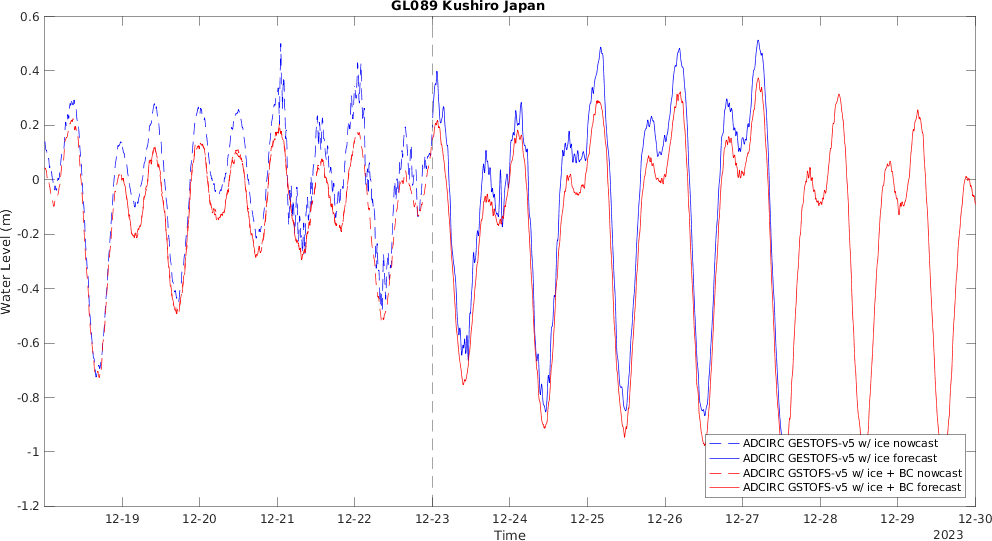 GL089 Kushiro Japan
0.6
0.4
0.2
0
-0.2
-0.4
-0.6
-0.8
-1
-1.2
Water Level (m)
ADCIRC GESTOFS-v5 w/ ice nowcast
ADCIRC GESTOFS-v5 w/ ice forecast
ADCIRC GSTOFS-v5 w/ ice + BC nowcast
ADCIRC GSTOFS-v5 w/ ice + BC forecast
12-19 12-20 12-21 12-22 12-23 12-24 12-25 12-26 12-27 12-28 12-29 12-30
Time
2023